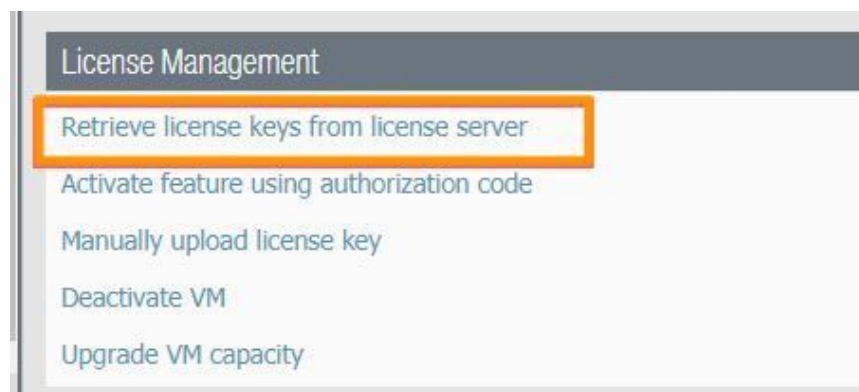 License Management
Retrieve license keys from license server
Activate feature using authorization code
Manually upload license key
Deactivate VM
Upgrade VM capacity